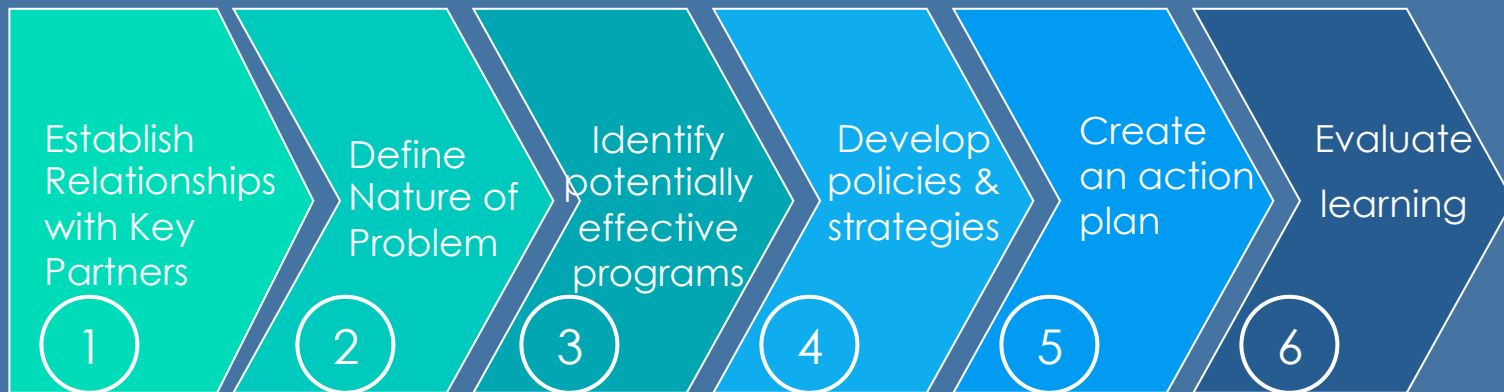 Establish
Relationships
with Key
Partners
1
Define
Nature of
Problem
2
Identify
potentially
effective
programs
3
Develop
policies &
strategies
4
Create
an action
plan
5
Evaluate
learning
6